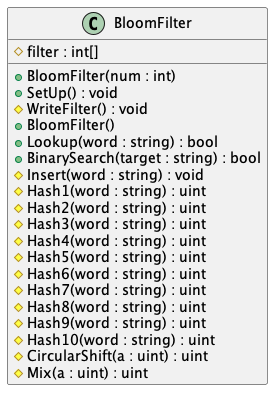 C BloomFilter
filter : int[]
BloomFilter(num : int)
SetUp() : void
WriteFilter() : void
BloomFilter()
Lookup(word : string) : bool
BinarySearch(target : string) : bool
Insert(word : string) : void
Hash1(word : string) : uint
Hash2(word : string) : uint
Hash3(word : string) : uint
Hash4(word : string) : uint
Hash5(word : string) : uint
Hash6(word : string) : uint
Hash7(word : string) : uint
Hash8(word : string) : uint
Hash9(word : string) : uint
Hash10(word : string) : uint
CircularShift(a : uint) : uint
Mix(a : uint) : uint